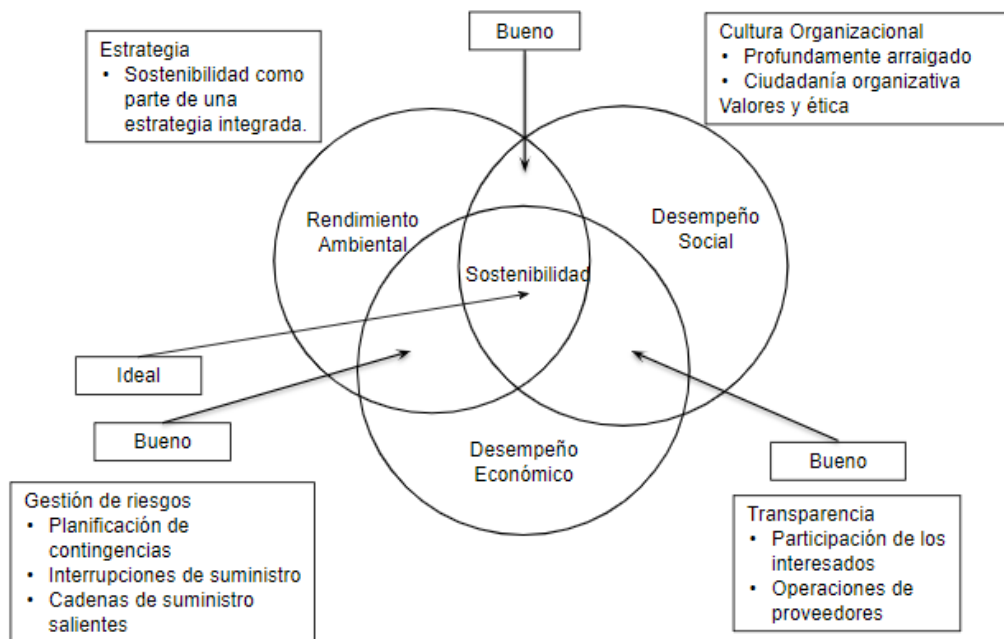 Bueno
Estrategia
• Sostenibilidad como
parte de una
estrategia integrada.
Cultura Organizacional
• Profundamente arraigado
• Ciudadanía organizativa
Valores y ética
Rendimiento
Ambiental
Desempeño
Social
Sostenibilidad
Ideal
Bueno
Desempeño
Económico
Bueno
Gestión de riesgos
• Planificación de
contingencias
• Interrupciones de suministro
• Cadenas de suministro
salientes
Transparencia
• Participación de los
interesados
• Operaciones de
proveedores